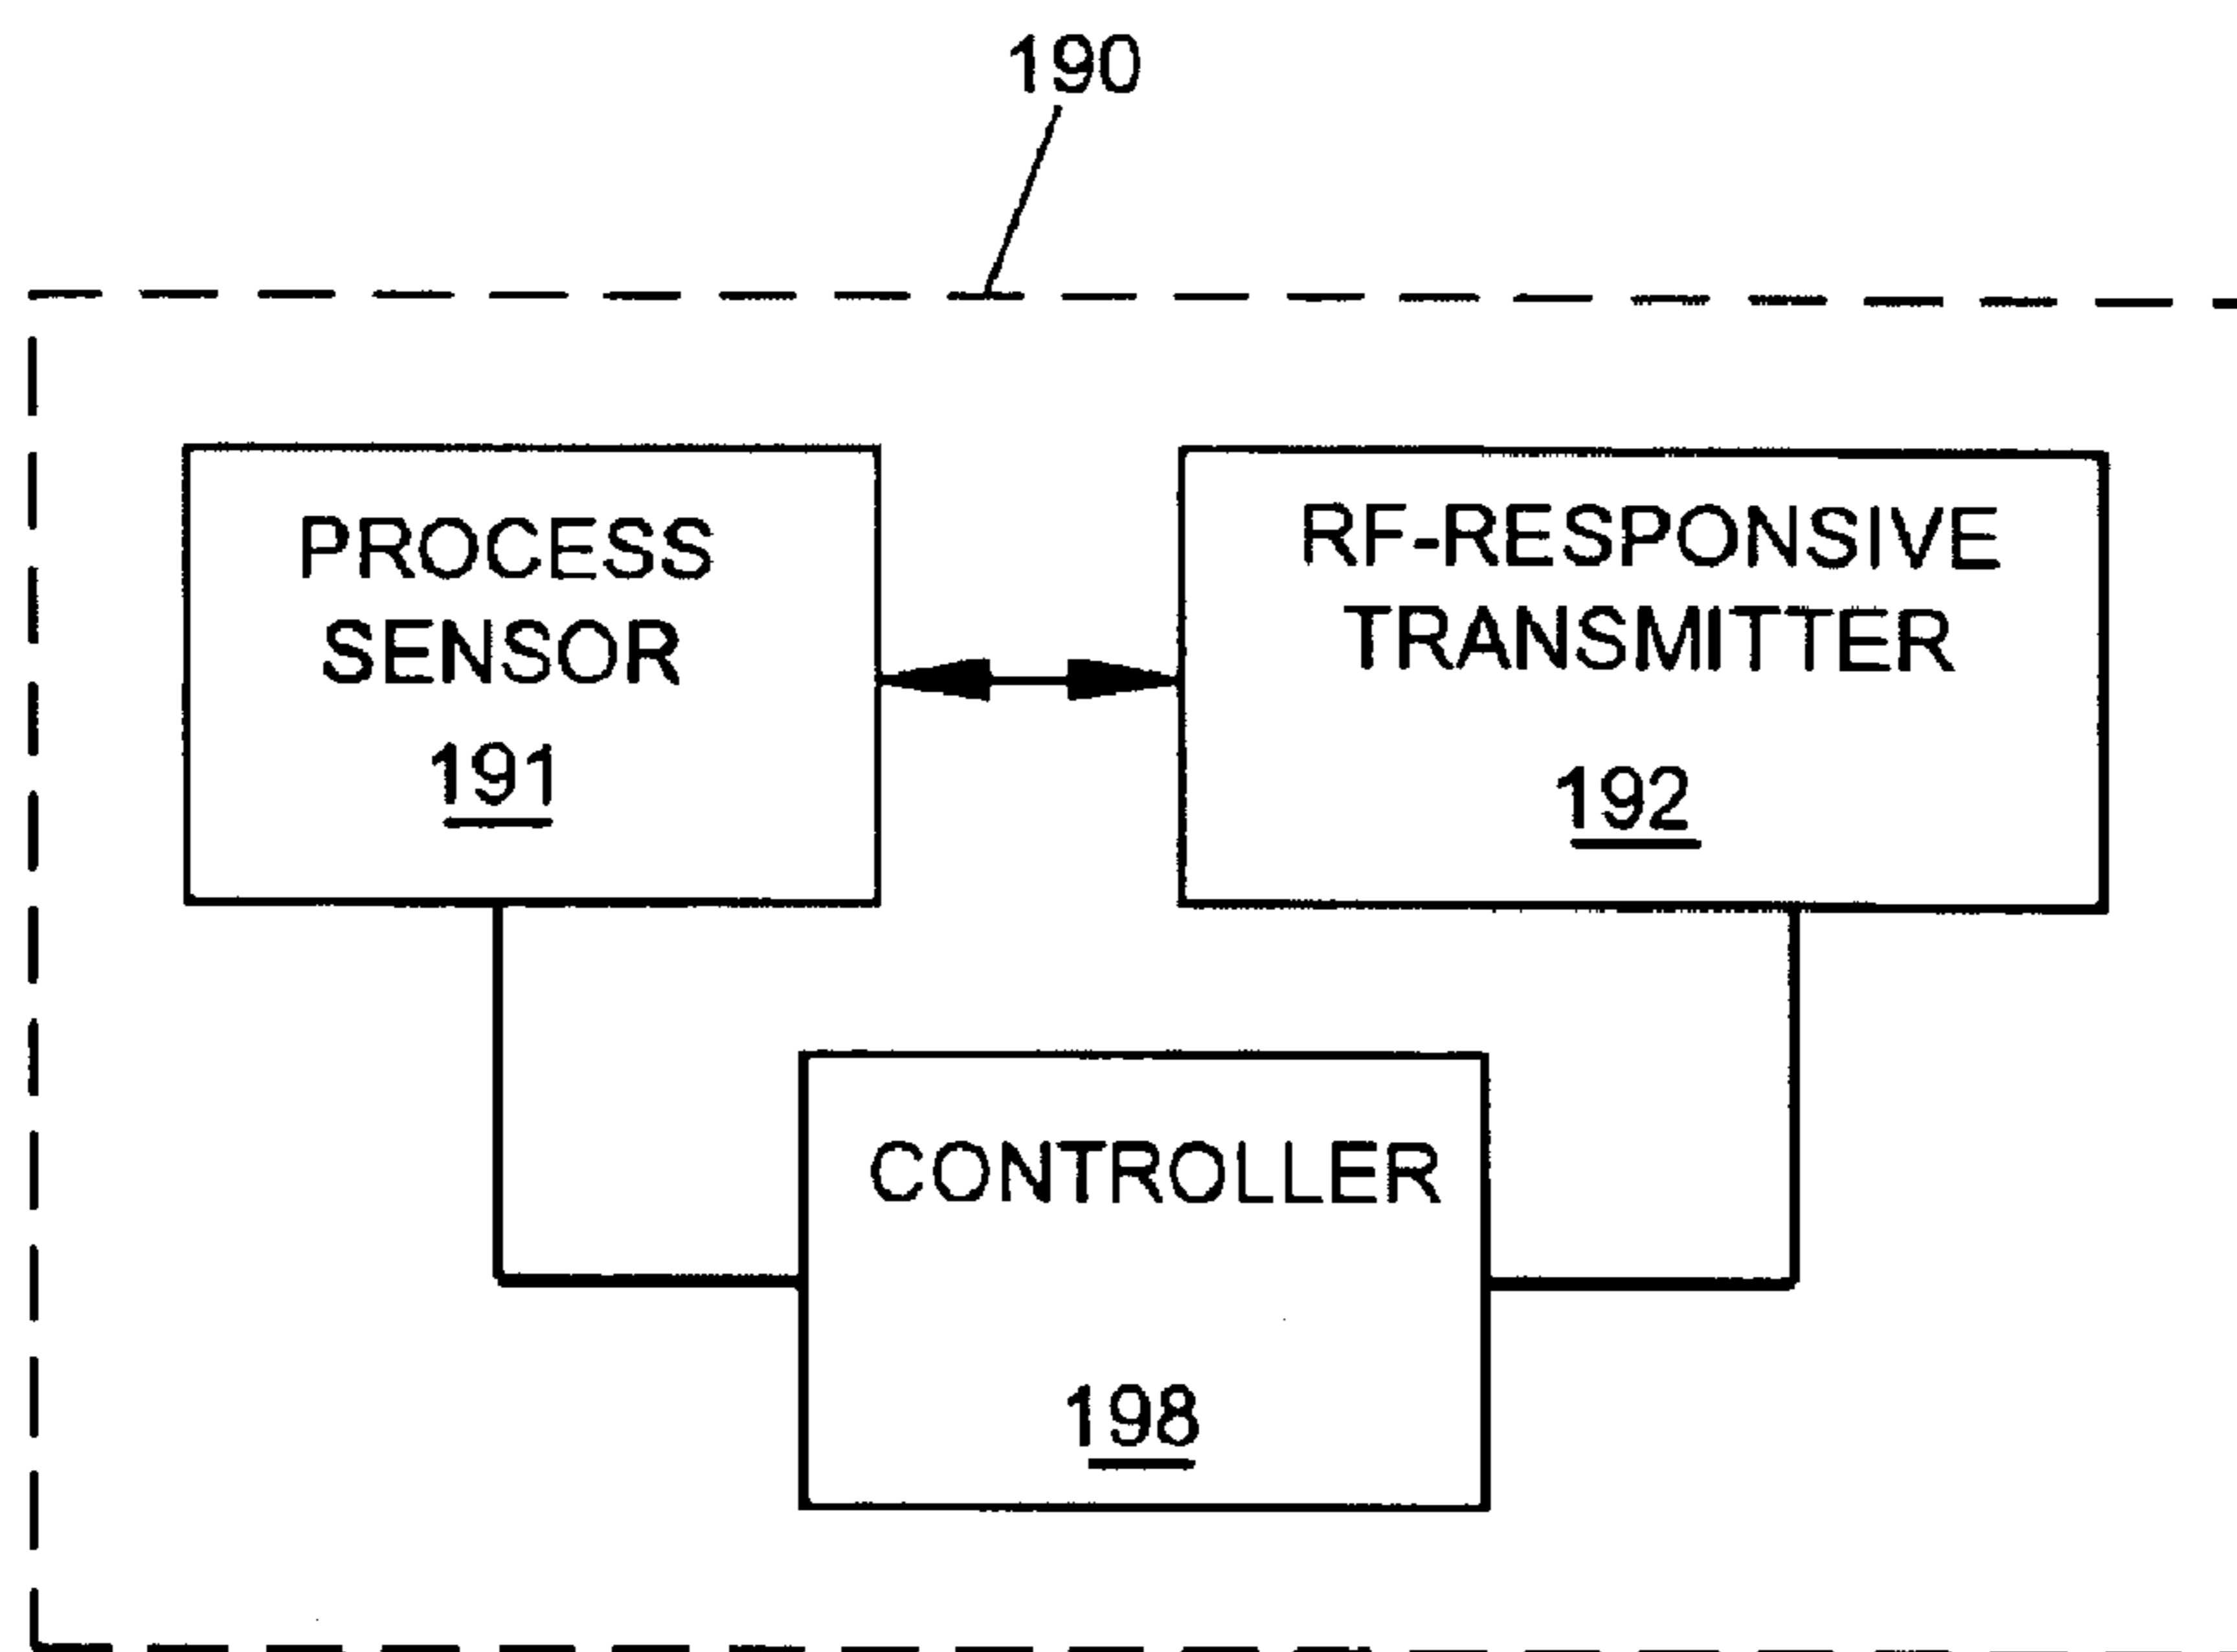 190
PROCESS
SENSOR
191
RF-RESPONSIVE
TRANSMITTER
192
CONTROLLER
198